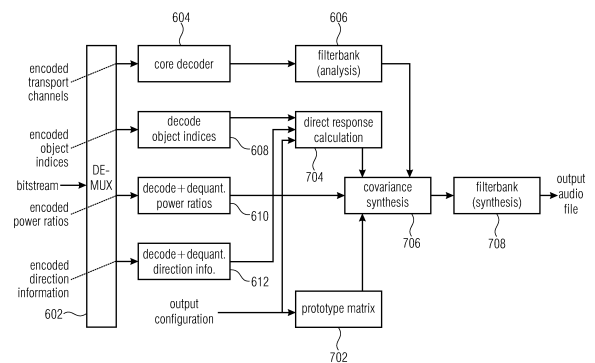 604
606
encoded
transport
channels
core decoder
filterbank
(analysis)
encoded
object
indices
decode
object indices
608
direct response
calculation
704
DE-
MUX
bitstream
encoded
power ratios
decode+dequant.
power ratios
610
covariance
synthesis
706
filterbank
(synthesis)
708
output
audio
file
encoded
direction
information
decode+dequant.
direction info.
612
602
output
configuration
prototype matrix
702